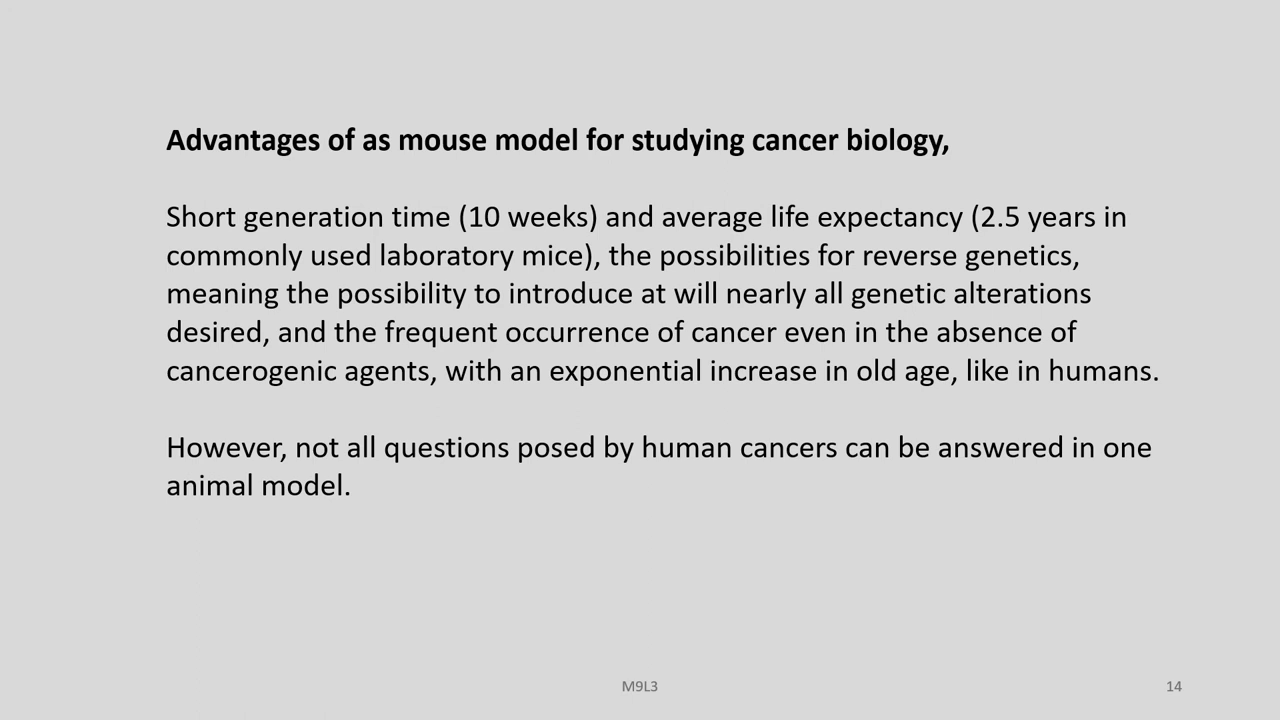 Advantages of as mouse model for studying cancer biology,
Short generation time (10 weeks) and average life expectancy (2.5 years in
commonly used laboratory mice), the possibilities for reverse genetics,
meaning the possibility to introduce at will nearly all genetic alterations
desired, and the frequent occurrence of cancer even in the absence of
cancerogenic agents, with an exponential increase in old age, like in humans.
However, not all questions posed by human cancers can be answered in one
animal model.
M9L3
14